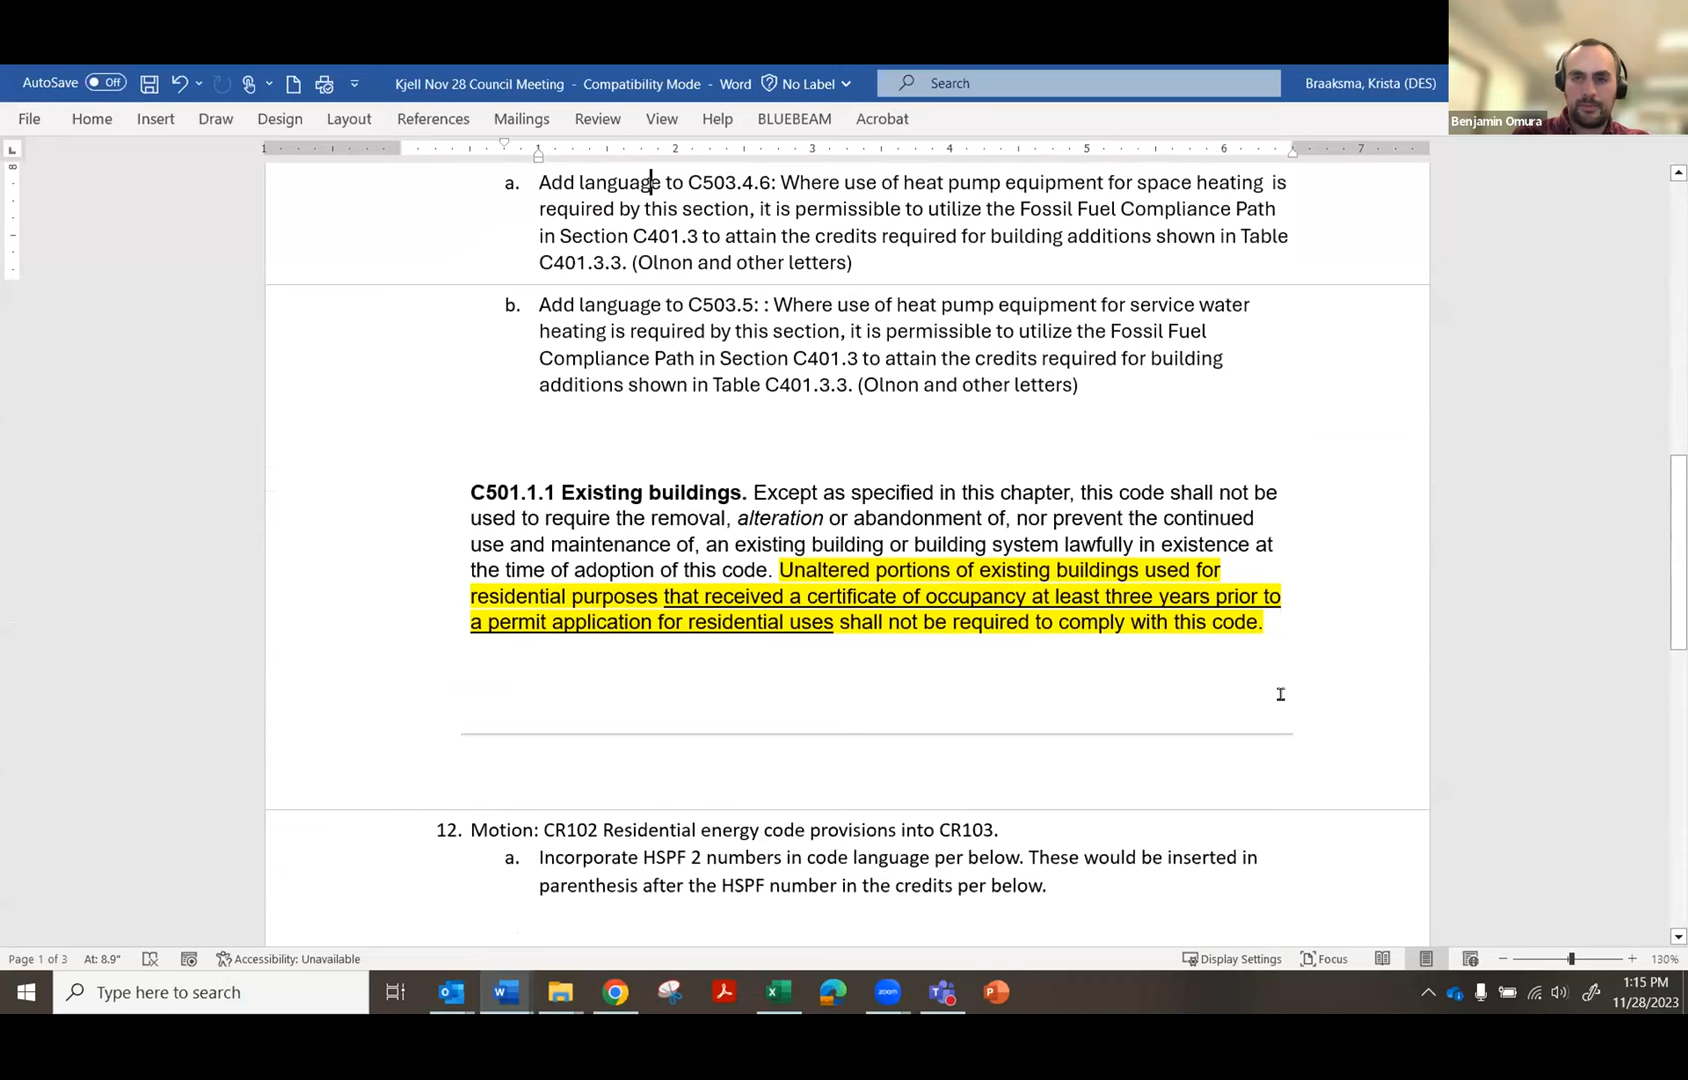 AutoSave Off Kjell Nov 28 Council Meeting - Compatibility Mode - Word No Label Search Braaksma, Krista (DES)
Benjamin Omura
File Home Insert Draw Design Layout References Mailings Review View Help BLUEBEAM Acrobat
1 1 2 3 4 5 6 7
8
a. Add language to C503.4.6: Where use of heat pump equipment for space heating is
required by this section, it is permissible to utilize the Fossil Fuel Compliance Path
in Section C401.3 to attain the credits required for building additions shown in Table
C401.3.3. (Olnon and other letters)
b. Add language to C503.5: : Where use of heat pump equipment for service water
heating is required by this section, it is permissible to utilize the Fossil Fuel
Compliance Path in Section C401.3 to attain the credits required for building
additions shown in Table C401.3.3. (Olnon and other letters)
C501.1.1 Existing buildings. Except as specified in this chapter, this code shall not be
used to require the removal, alteration or abandonment of, nor prevent the continued
use and maintenance of, an existing building or building system lawfully in existence at
the time of adoption of this code. Unaltered portions of existing buildings used for
residential purposes that received a certificate of occupancy at least three years prior to
a permit application for residential uses shall not be required to comply with this code.
12. Motion: CR102 Residential energy code provisions into CR103.
a. Incorporate HSPF 2 numbers in code language per below. These would be inserted in
parenthesis after the HSPF number in the credits per below.
Page 1 of 3 At: 8.9" Accessibility: Unavailable Display Settings Focus 130%
Type here to search zoom 1:15 PM
11/28/2023